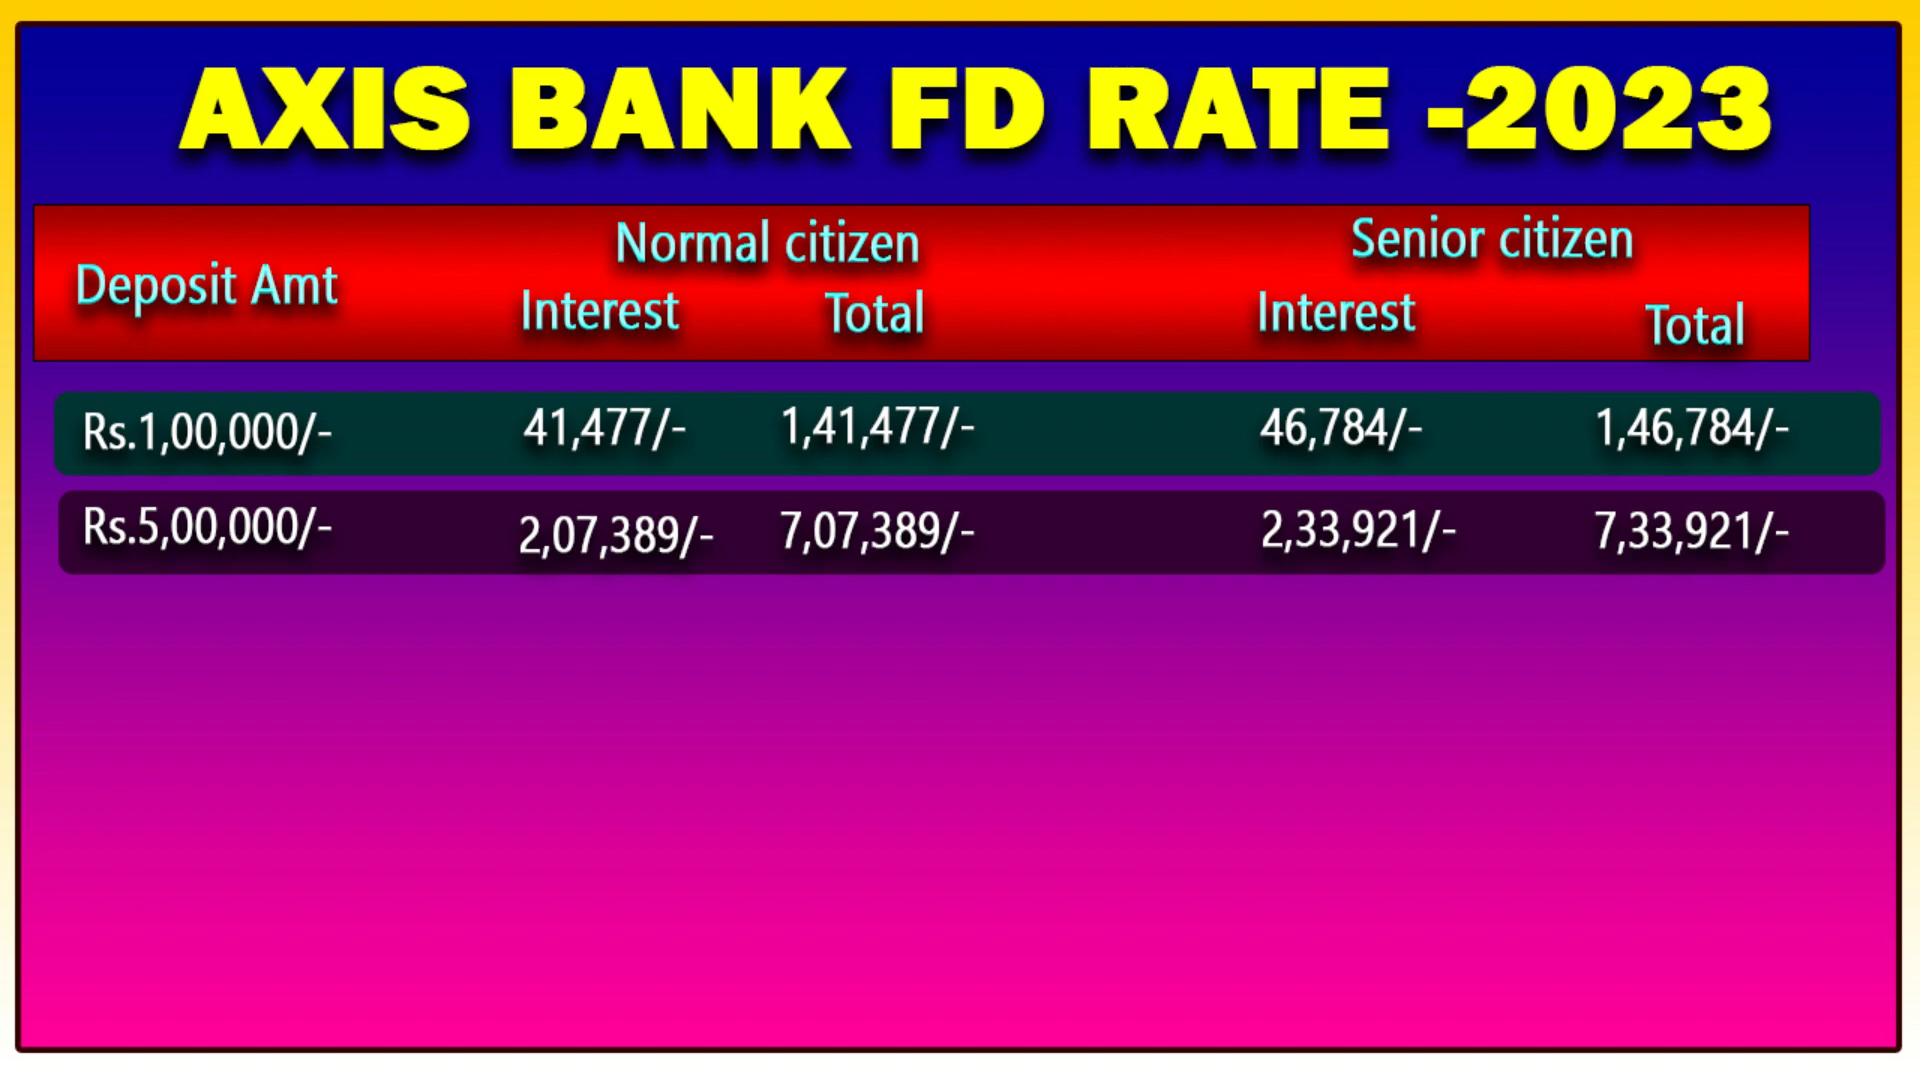 AXIS BANK FD RATE -2023
Deposit Amt Normal citizen Senior citizen
Interest Total Interest Total
Rs.1,00,000/- 41,477/- 1,41,477/- 46,784/- 1,46,784/-
Rs.5,00,000/- 2,07,389/- 7,07,389/- 2,33,921/- 7,33,921/-